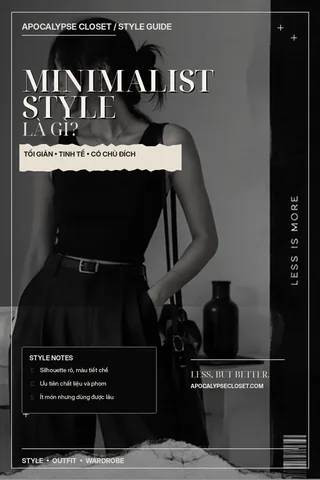 APOCALYPSE CLOSET / STYLE GUIDE
MINIMALIST
STYLE
LÀ GÌ?
TỐI GIẢN • TINH TẾ • CÓ CHỦ ĐÍCH
LESS IS MORE
STYLE NOTES
Silhouette rõ, màu tiết chế
Ưu tiên chất liệu và phom
Ít món nhưng dùng được lâu
LESS, BUT BETTER.
APOCALYPSECLOSET.COM
STYLE • OUTFIT • WARDROBE